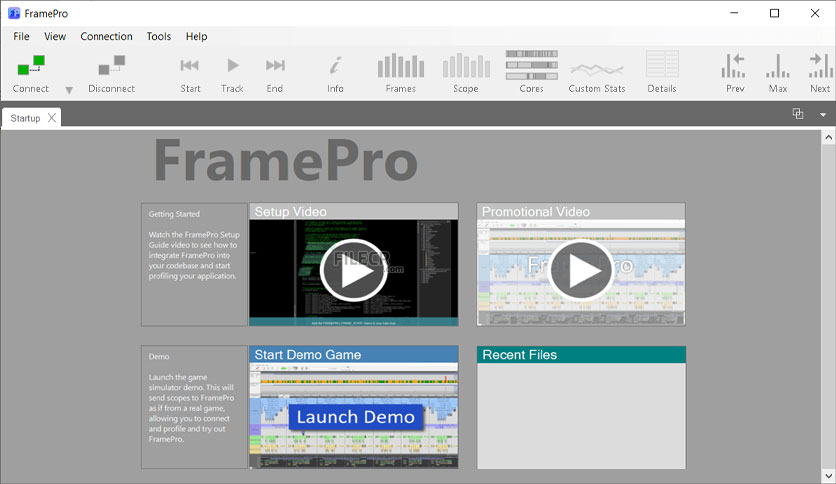 FramePro
File View Connection Tools Help
Connect Disconnect Start Track End Info Frames Scope Cores Custom Stats Details Prev Max Next
Startup
FramePro
Getting Started
Watch the FramePro Setup
Guide video to see how to
integrate FramePro into
your codebase and start
profiling your application.
Setup Video
FILECR
.com
Promotional Video
FramePro
Demo
Launch the game
simulator demo. This will
send scopes to FramePro
as if from a real game,
allowing you to connect
and profile and try out
FramePro.
Start Demo Game
Launch Demo
Recent Files